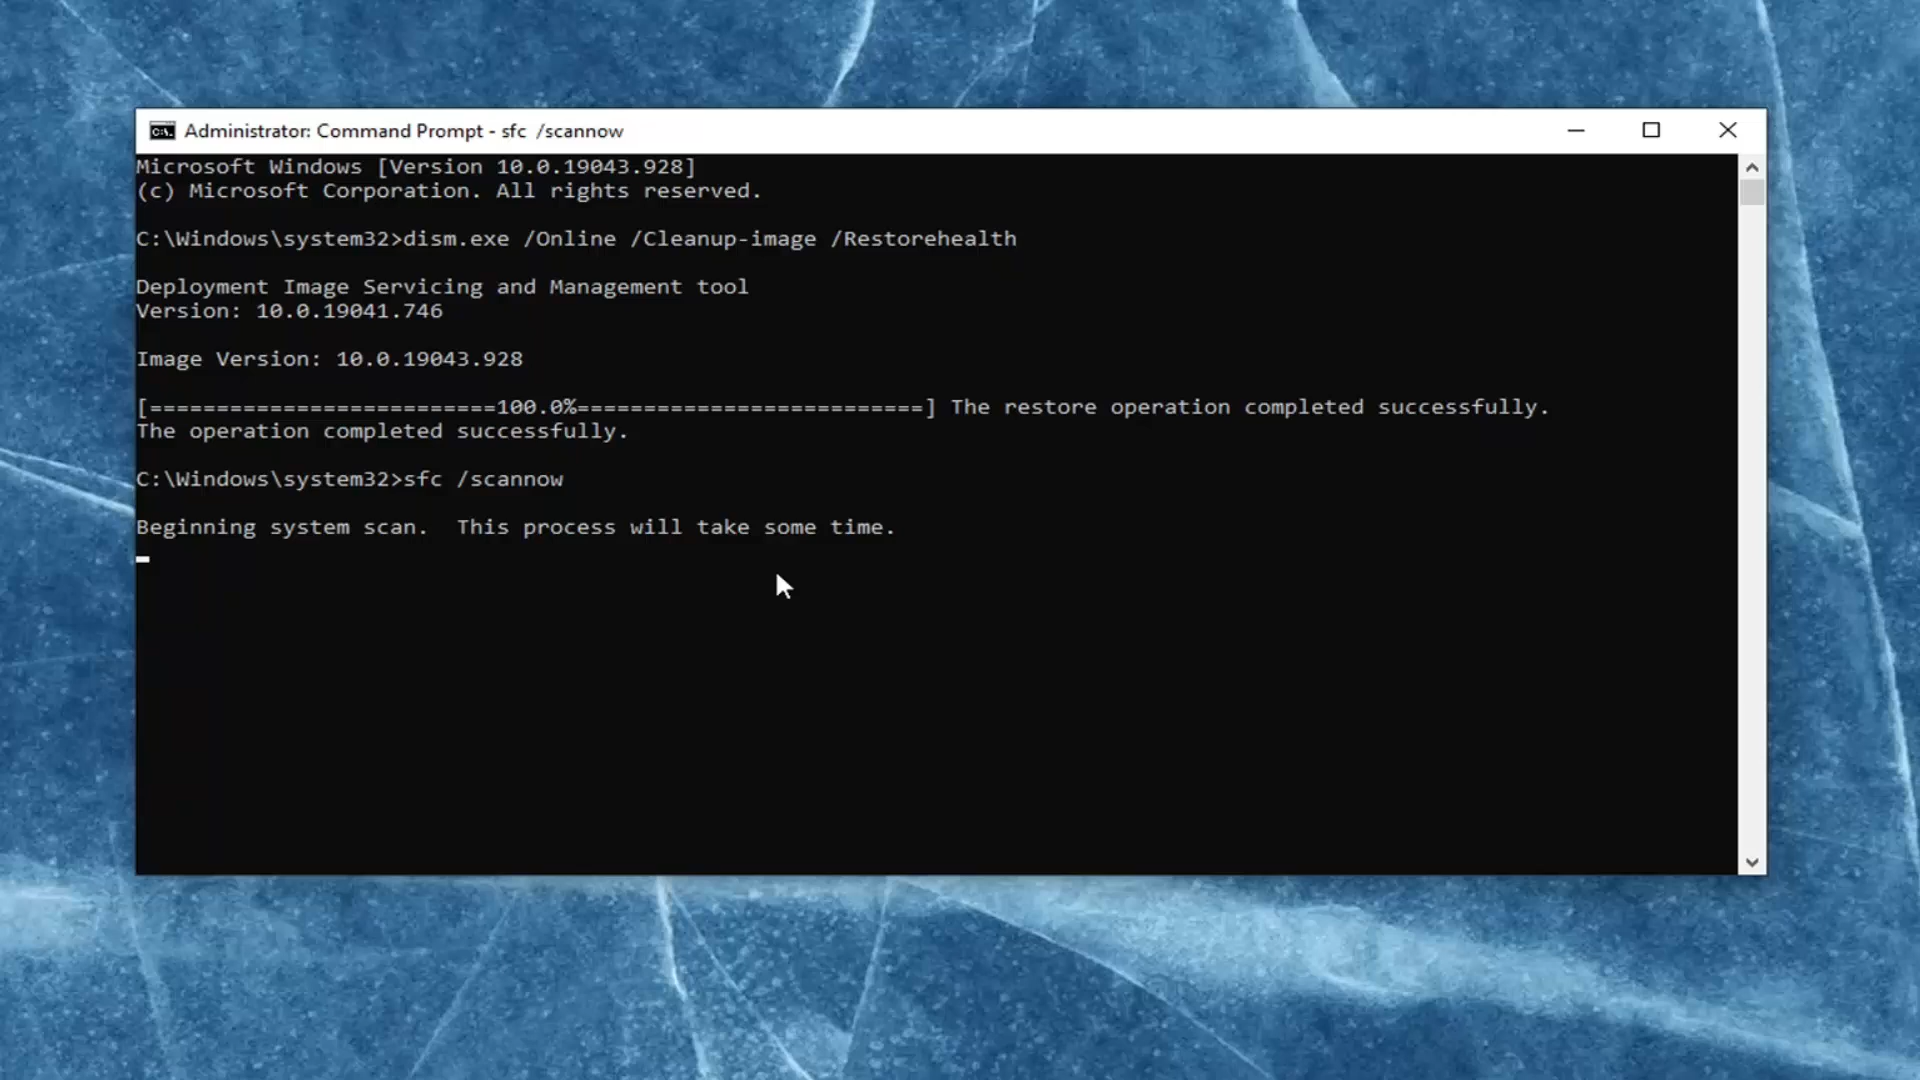 Administrator: Command Prompt - sfc  /scannow
Microsoft Windows [Version 10.0.19043.928]
(c) Microsoft Corporation. All rights reserved.
C:\Windows\system32>dism.exe /Online /Cleanup-image /Restorehealth
Deployment Image Servicing and Management tool
Version: 10.0.19041.746
Image Version: 10.0.19043.928
[==========================100.0%==========================] The restore operation completed successfully.
The operation completed successfully.
C:\Windows\system32>sfc /scannow
Beginning system scan.  This process will take some time.